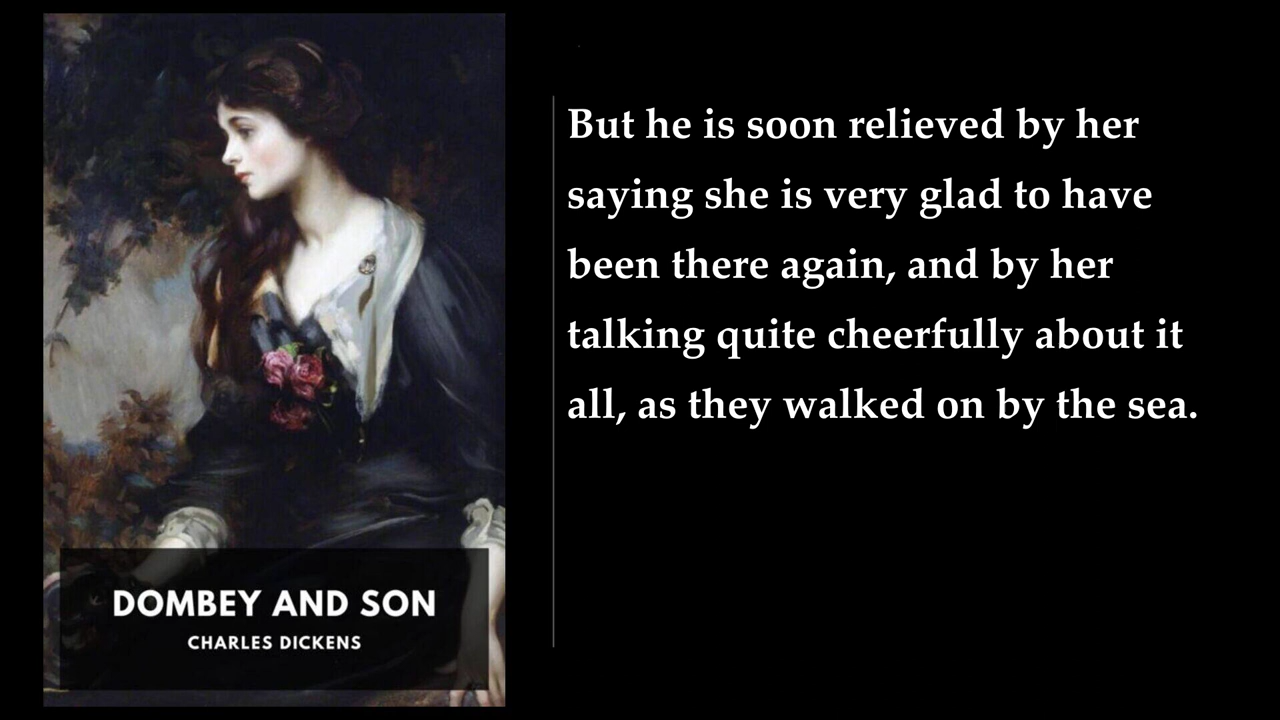 But he is soon relieved by her
saying she is very glad to have
been there again, and by her
talking quite cheerfully about it
all, as they walked on by the sea.
DOMBEY AND SON
CHARLES DICKENS